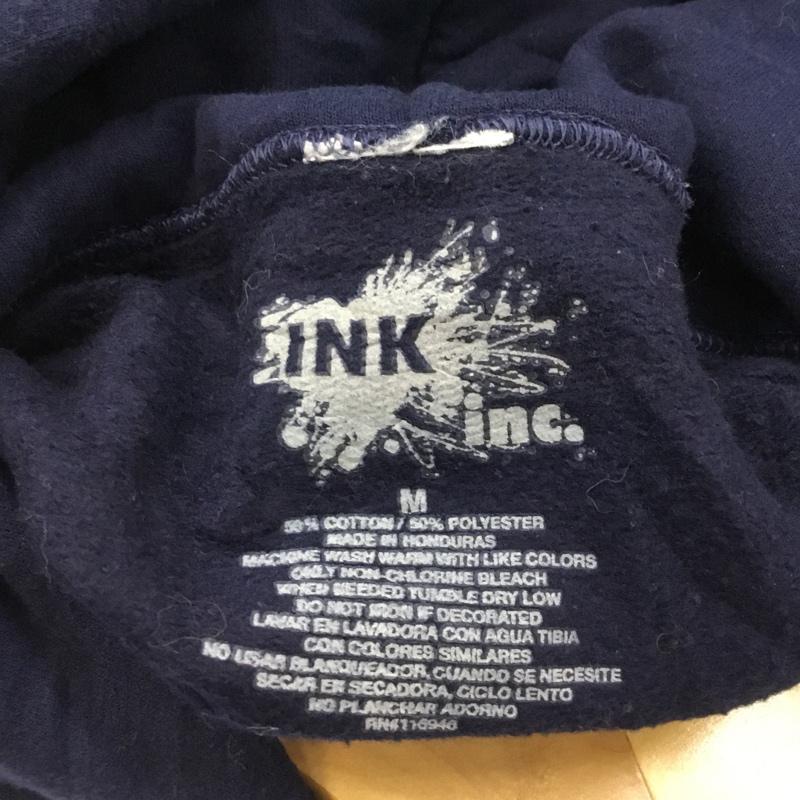 INK
inc.
M
50% COTTON / 50% POLYESTER
MADE IN HONDURAS
MACHINE WASH WARM WITH LIKE COLORS
ONLY NON-CHLORINE BLEACH
WHEN NEEDED TUMBLE DRY LOW
DO NOT IRON IF DECORATED
LAVAR EN LAVADORA CON AGUA TIBIA
CON COLORES SIMILARES
NO USAR BLANQUEADOR, CUANDO SE NECESITE
SECAR EN SECADORA, CICLO LENTO
NO PLANCHAR ADORNO
RN#116946